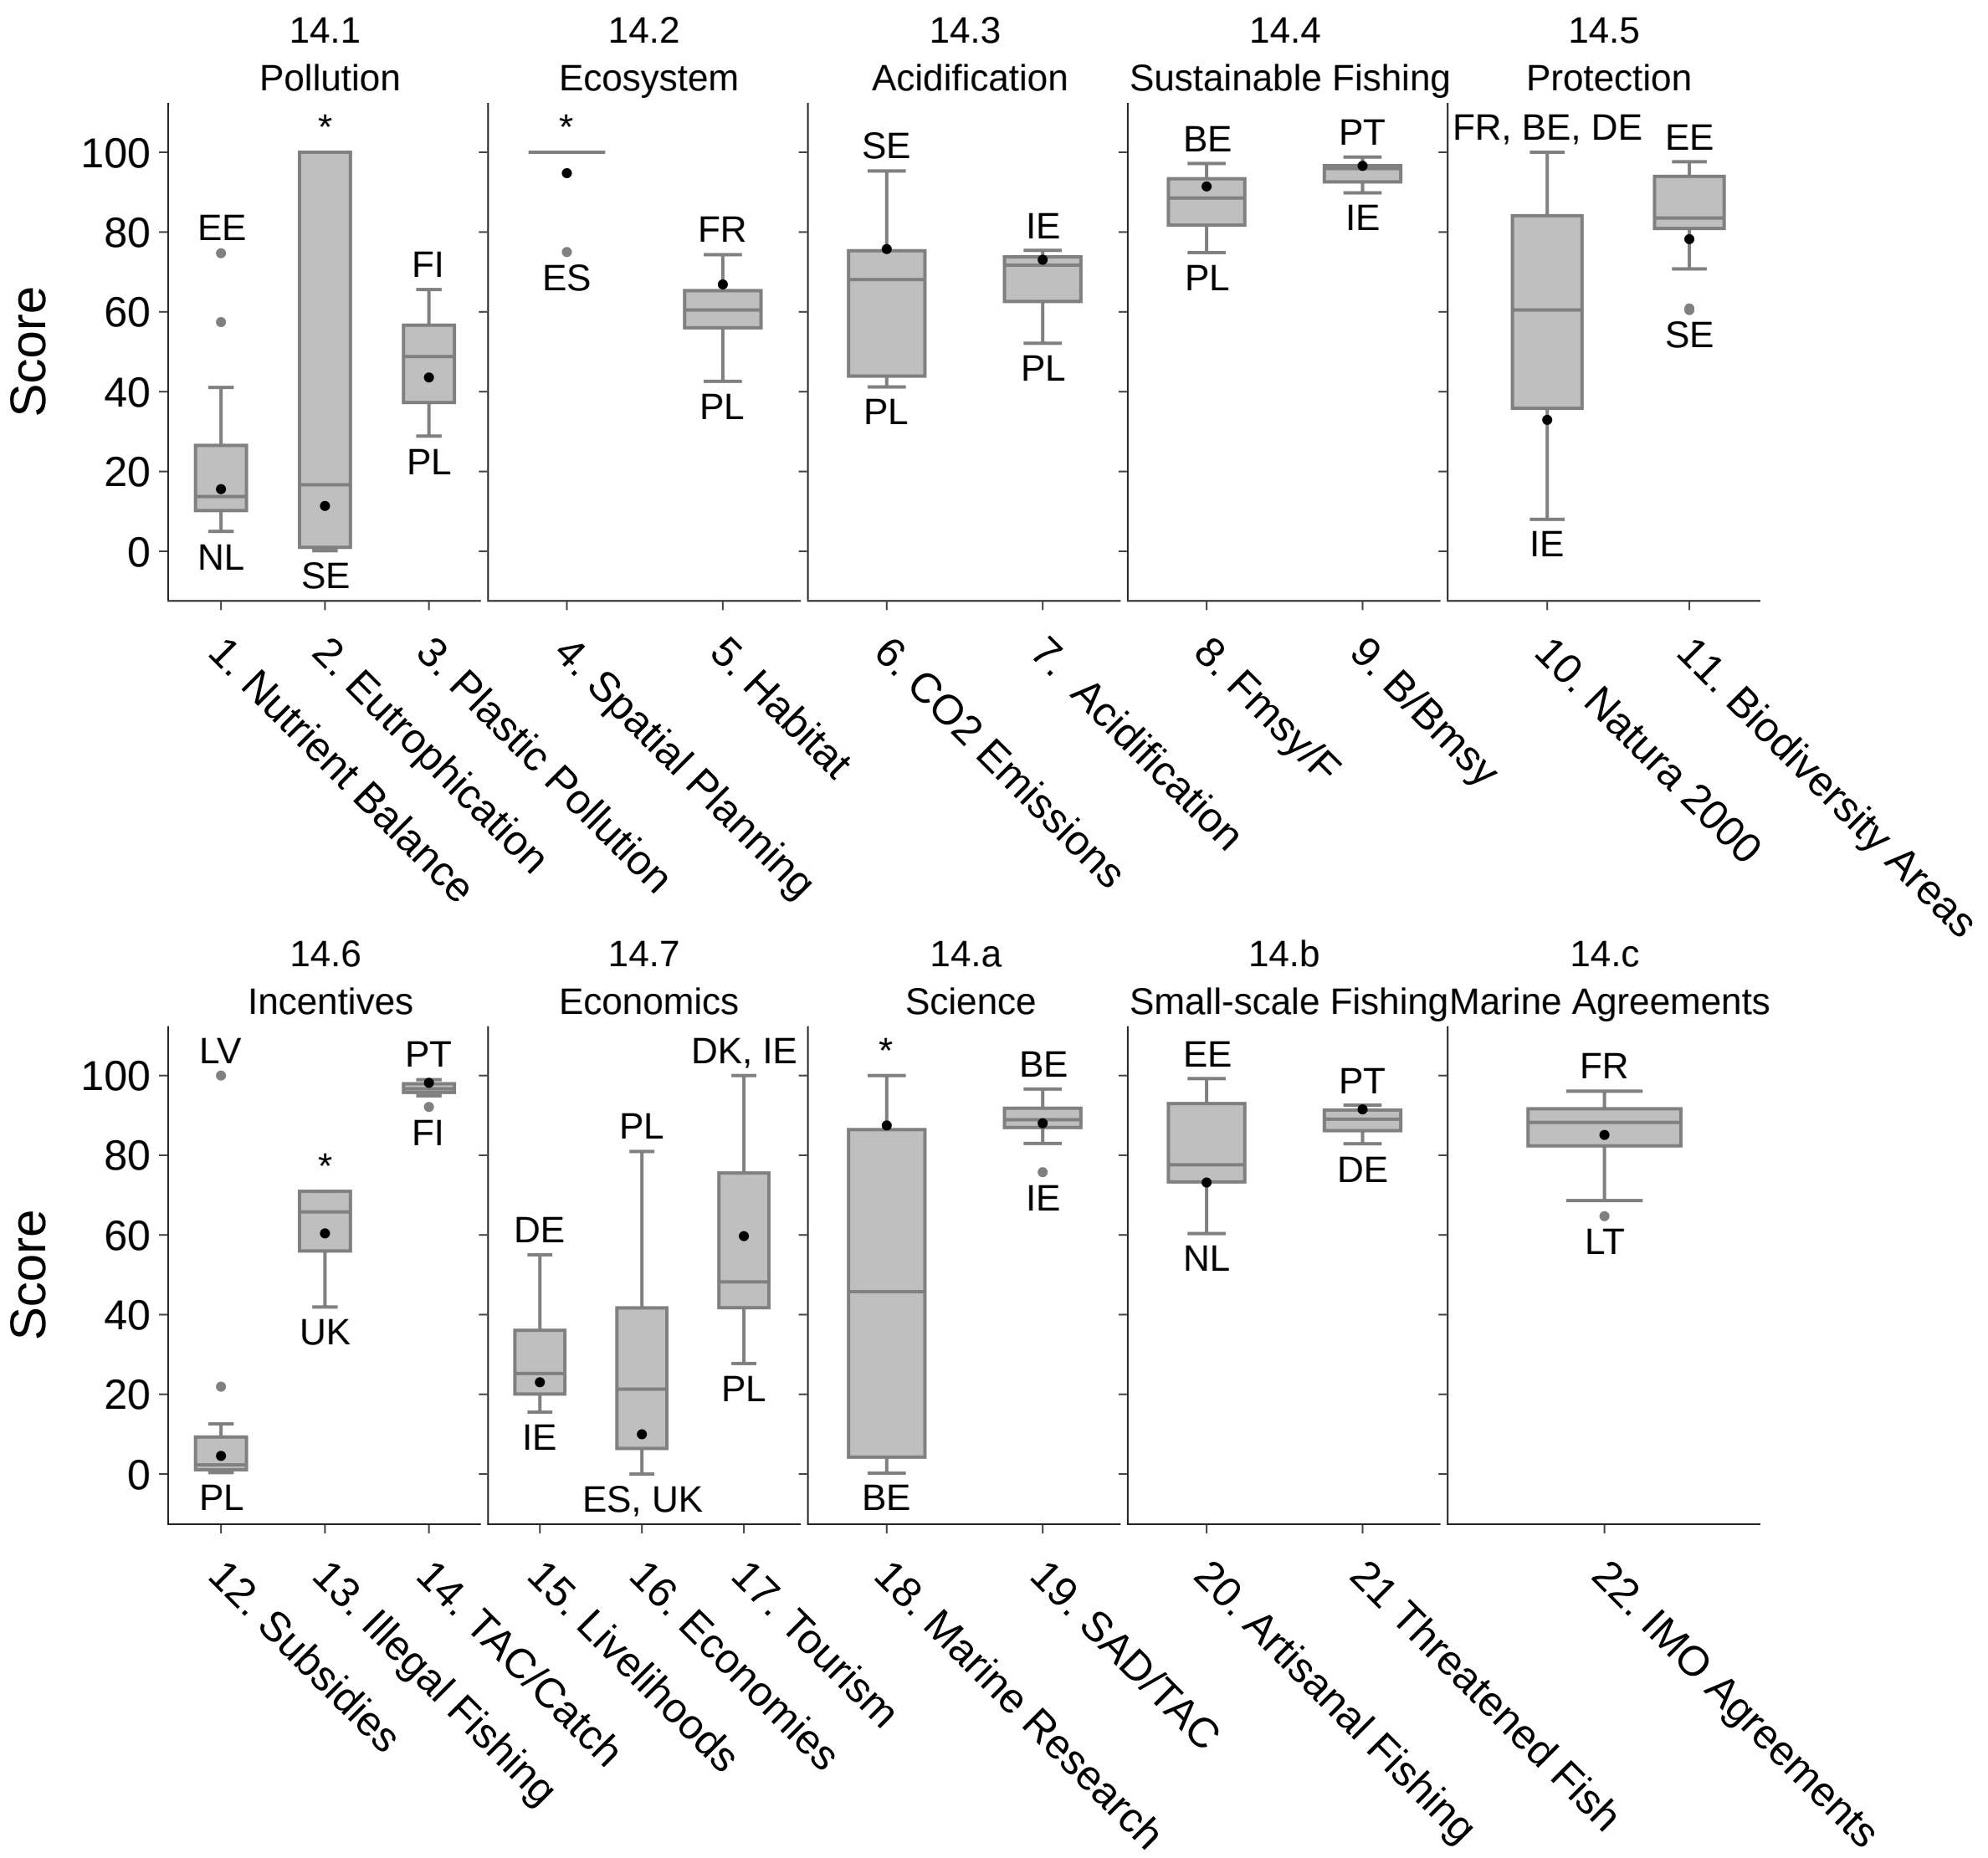 14.1
Pollution
14.2
Ecosystem
14.3
Acidification
14.4
Sustainable Fishing
14.5
Protection
Score
100
80
60
40
20
0
EE
NL
*
SE
FI
PL
*
ES
FR
PL
SE
PL
IE
PL
BE
PL
PT
IE
FR, BE, DE
IE
EE
SE
1. Nutrient Balance
2. Eutrophication
3. Plastic Pollution
4. Spatial Planning
5. Habitat
6. CO2 Emissions
7. Acidification
8. Fmsy/F
9. B/Bmsy
10. Natura 2000
11. Biodiversity Areas
14.6
Incentives
14.7
Economics
14.a
Science
14.b
Small-scale Fishing
14.c
Marine Agreements
Score
100
80
60
40
20
0
LV
PL
*
UK
PT
FI
DE
IE
PL
ES, UK
DK, IE
PL
*
BE
BE
IE
EE
NL
PT
DE
FR
LT
12. Subsidies
13. Illegal Fishing
14. TAC/Catch
15. Livelihoods
16. Economies
17. Tourism
18. Marine Research
19. SAD/TAC
20. Artisanal Fishing
21 Threatened Fish
22. IMO Agreements